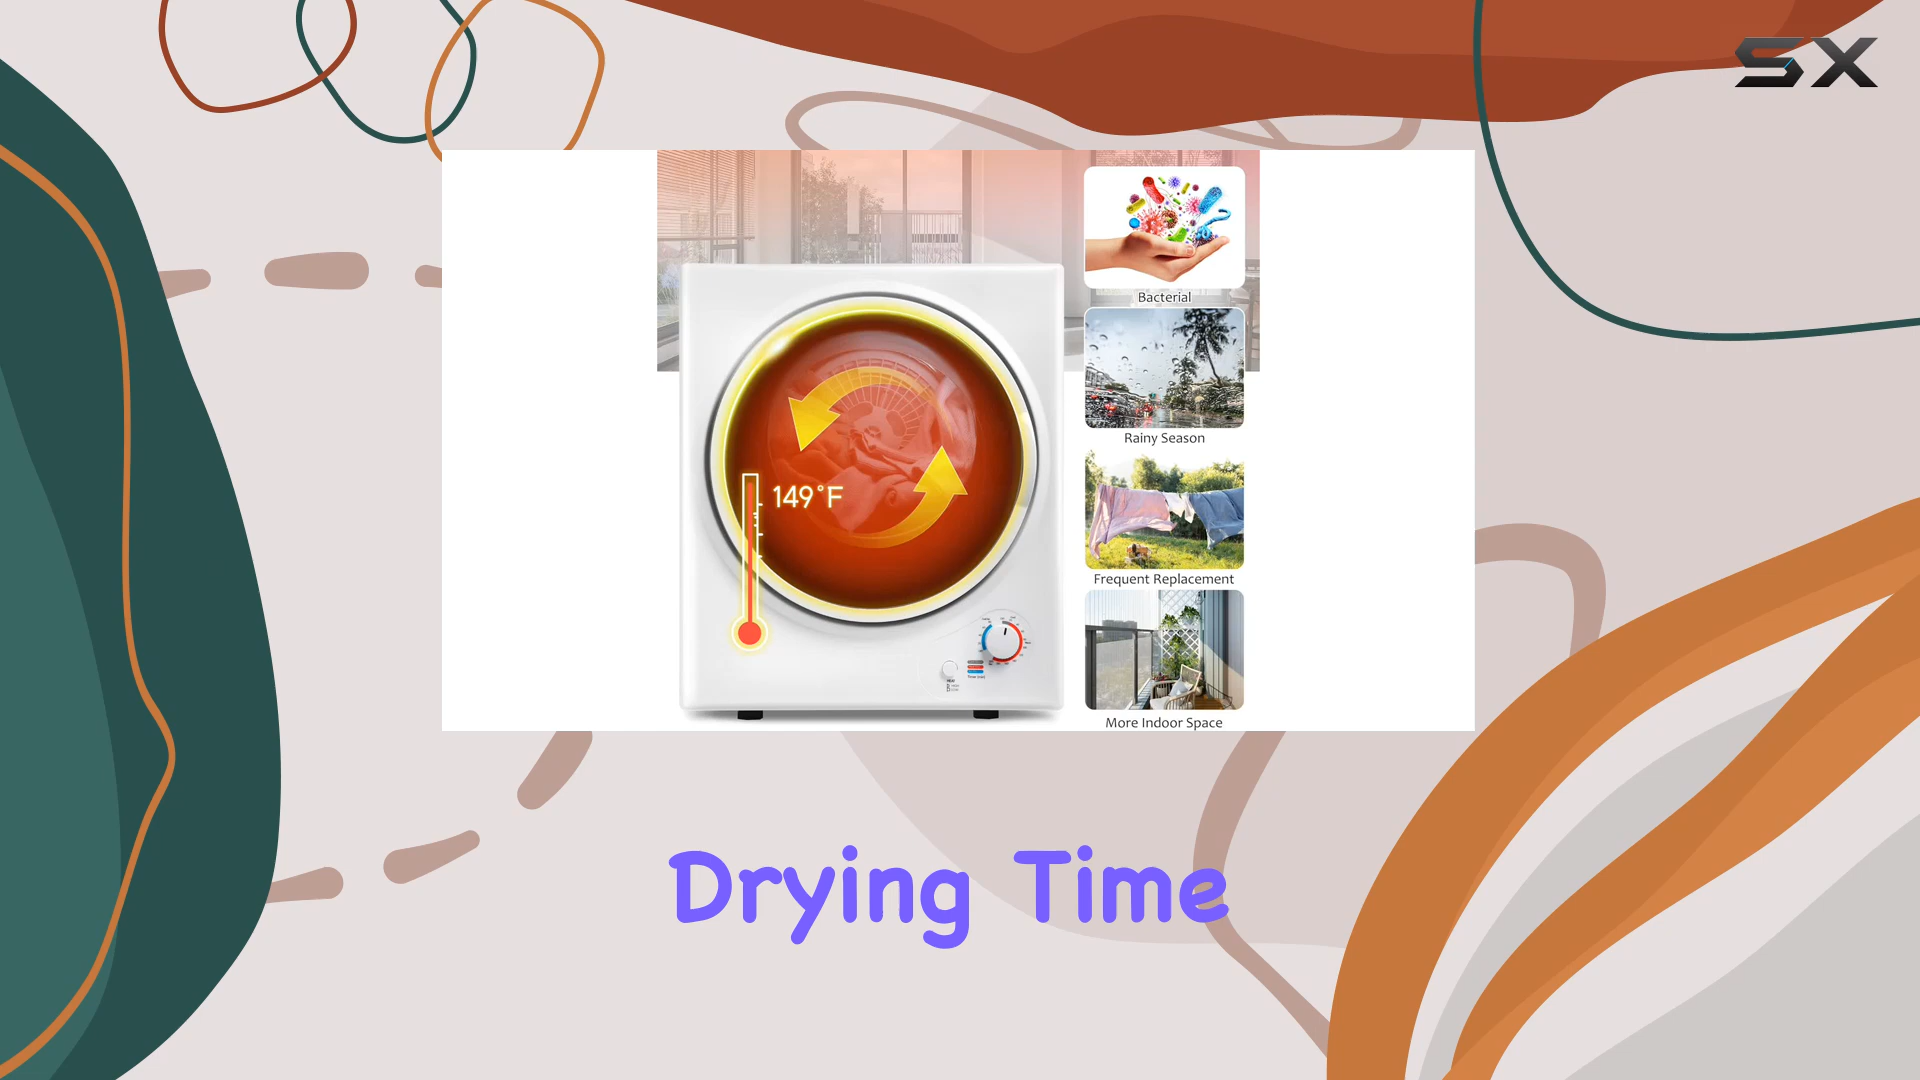 SX
Bacterial
Rainy Season
149°F
Frequent Replacement
More Indoor Space
Drying Time